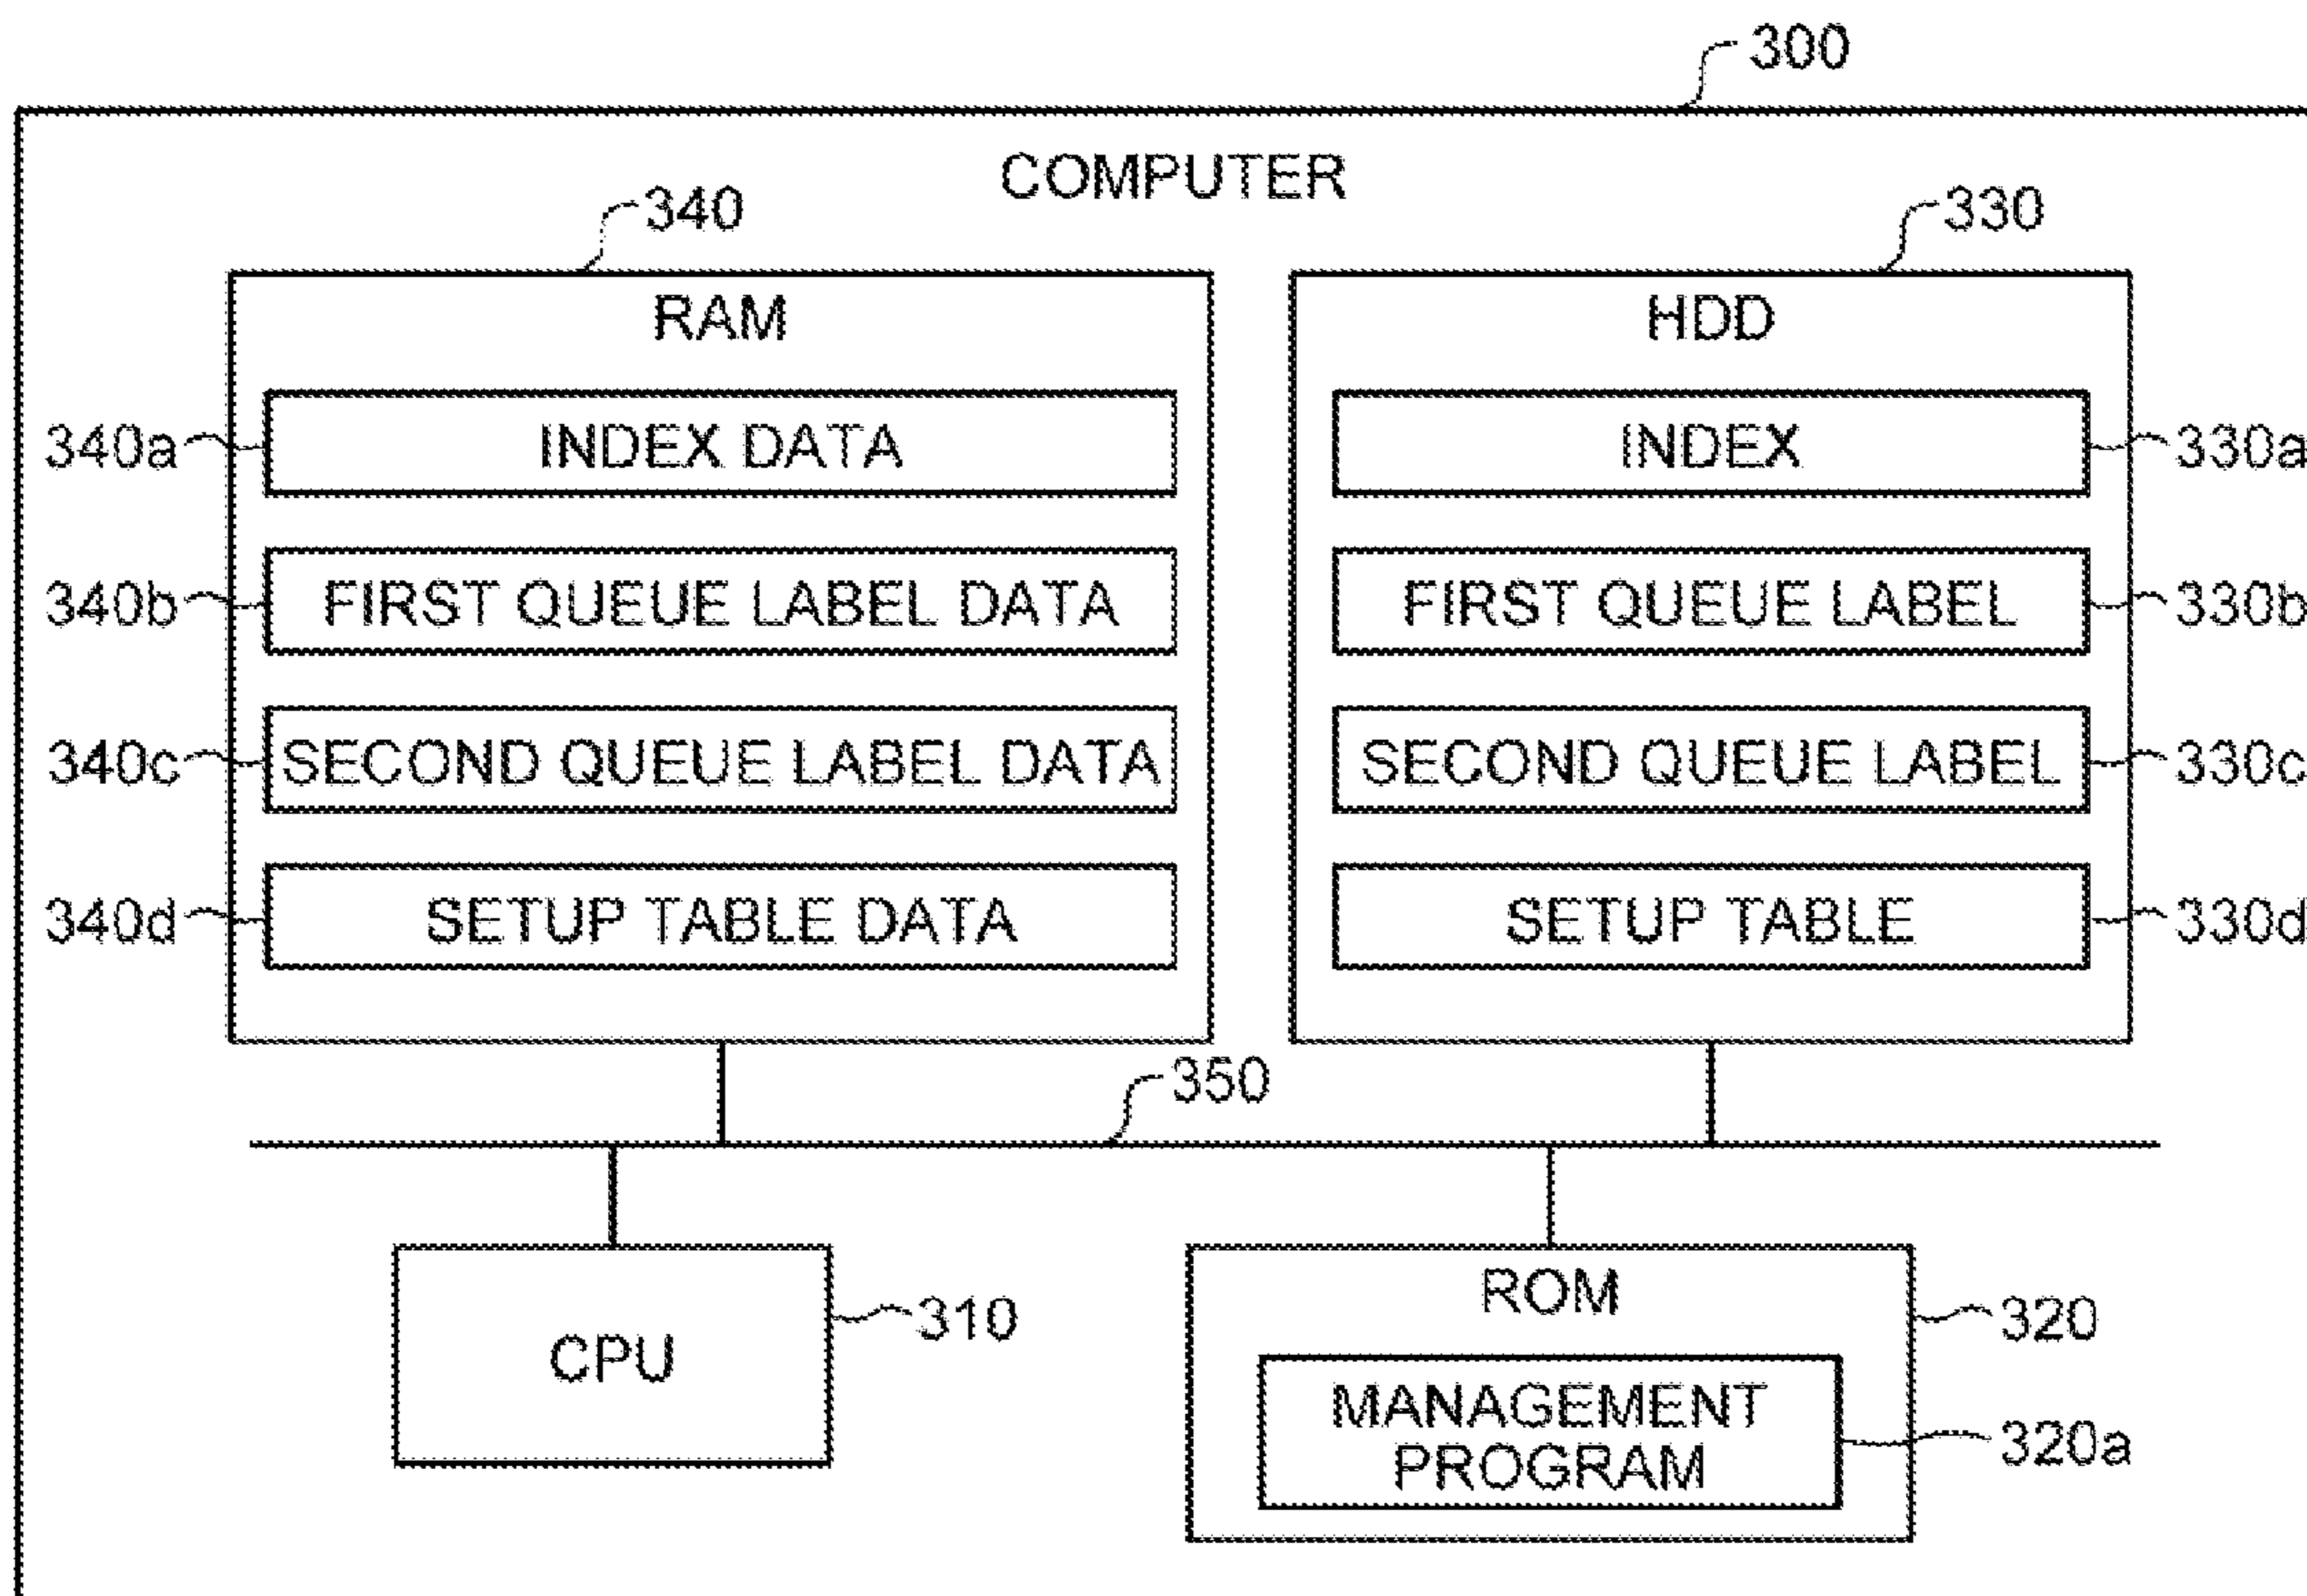 300
COMPUTER
340
330
RAM
HDD
340a
INDEX DATA
INDEX
330a
340b
FIRST QUEUE LABEL DATA
FIRST QUEUE LABEL
330b
340c
SECOND QUEUE LABEL DATA
SECOND QUEUE LABEL
330c
340d
SETUP TABLE DATA
SETUP TABLE
330d
350
CPU
310
ROM
320
MANAGEMENT
PROGRAM
320a